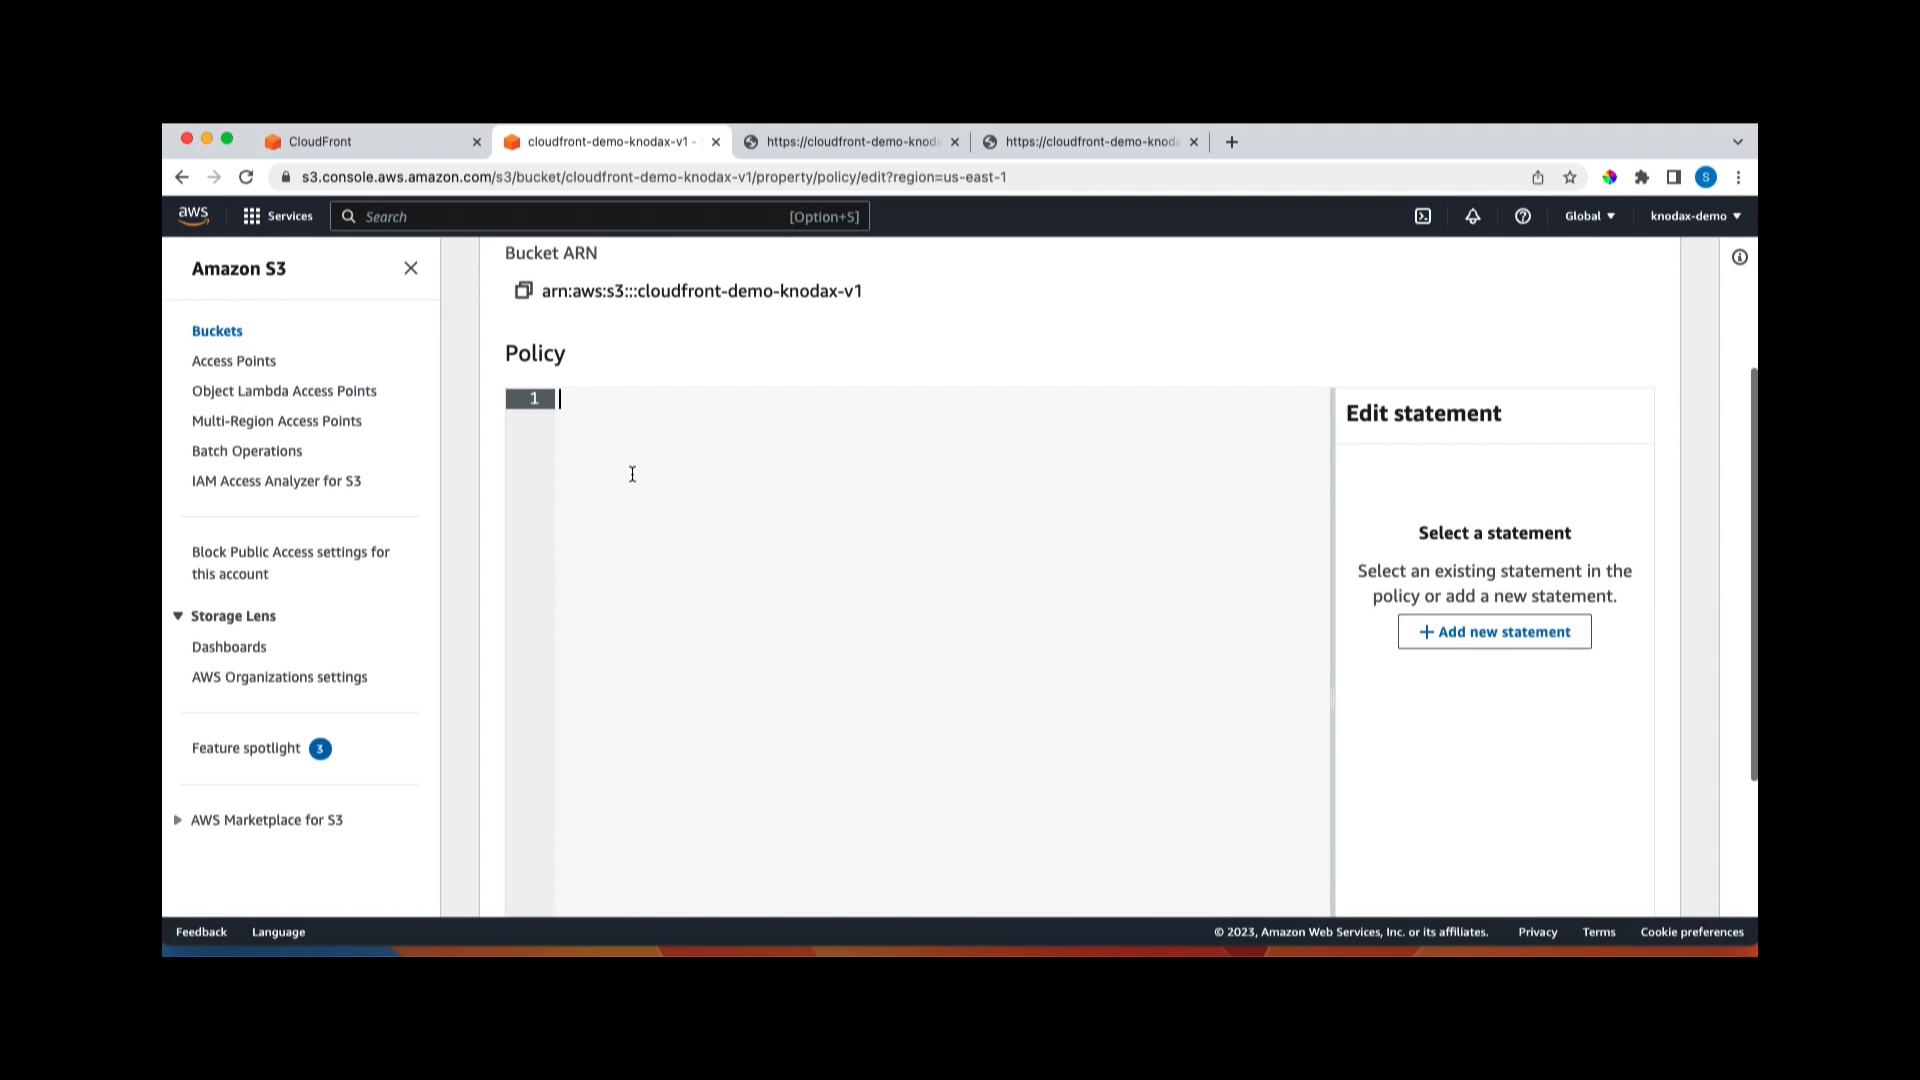 CloudFront
cloudfront-demo-knodax-v1 -
https://cloudfront-demo-knod
https://cloudfront-demo-knod
s3.console.aws.amazon.com/s3/bucket/cloudfront-demo-knodax-v1/property/policy/edit?region=us-east-1
S
aws
Services
Search
[Option+S]
Global
knodax-demo
Amazon S3
Buckets
Access Points
Object Lambda Access Points
Multi-Region Access Points
Batch Operations
IAM Access Analyzer for S3
Block Public Access settings for
this account
Storage Lens
Dashboards
AWS Organizations settings
Feature spotlight 3
AWS Marketplace for S3
Bucket ARN
arn:aws:s3:::cloudfront-demo-knodax-v1
Policy
1
Edit statement
Select a statement
Select an existing statement in the
policy or add a new statement.
+ Add new statement
Feedback
Language
© 2023, Amazon Web Services, Inc. or its affiliates.
Privacy
Terms
Cookie preferences